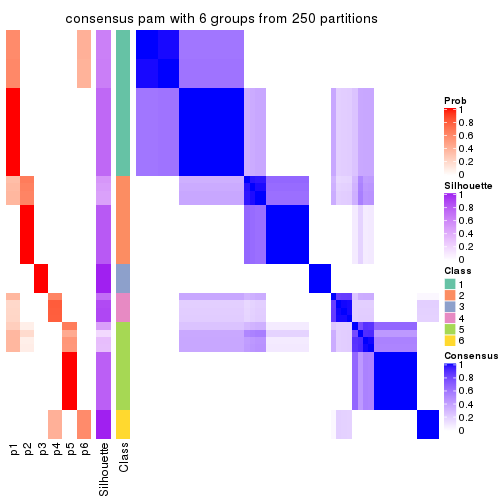 consensus pam with 6 groups from 250 partitions
Prob
1
0.8
0.6
0.4
0.2
0
Silhouette
1
0.8
0.6
0.4
0.2
0
Class
1
2
3
4
5
6
Consensus
1
0.8
0.6
0.4
0.2
0
p1
p2
p3
p4
p5
p6
Silhouette
Class